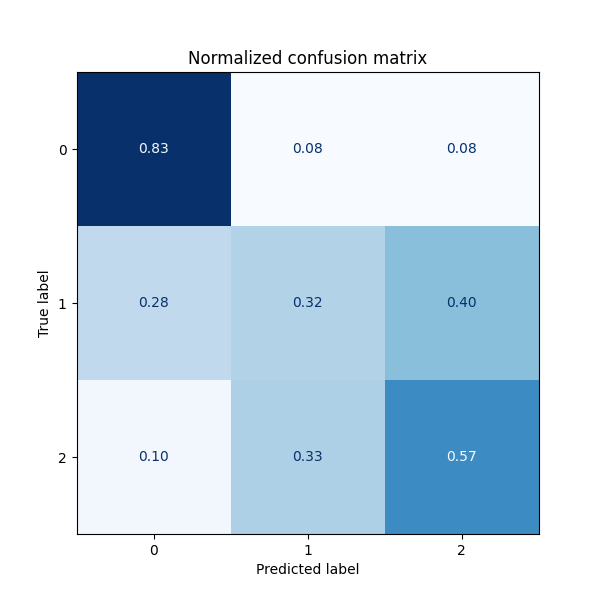 Normalized confusion matrix
0 0.83 0.08 0.08
True label
1 0.28 0.32 0.40
2 0.10 0.33 0.57
0 1 2
Predicted label